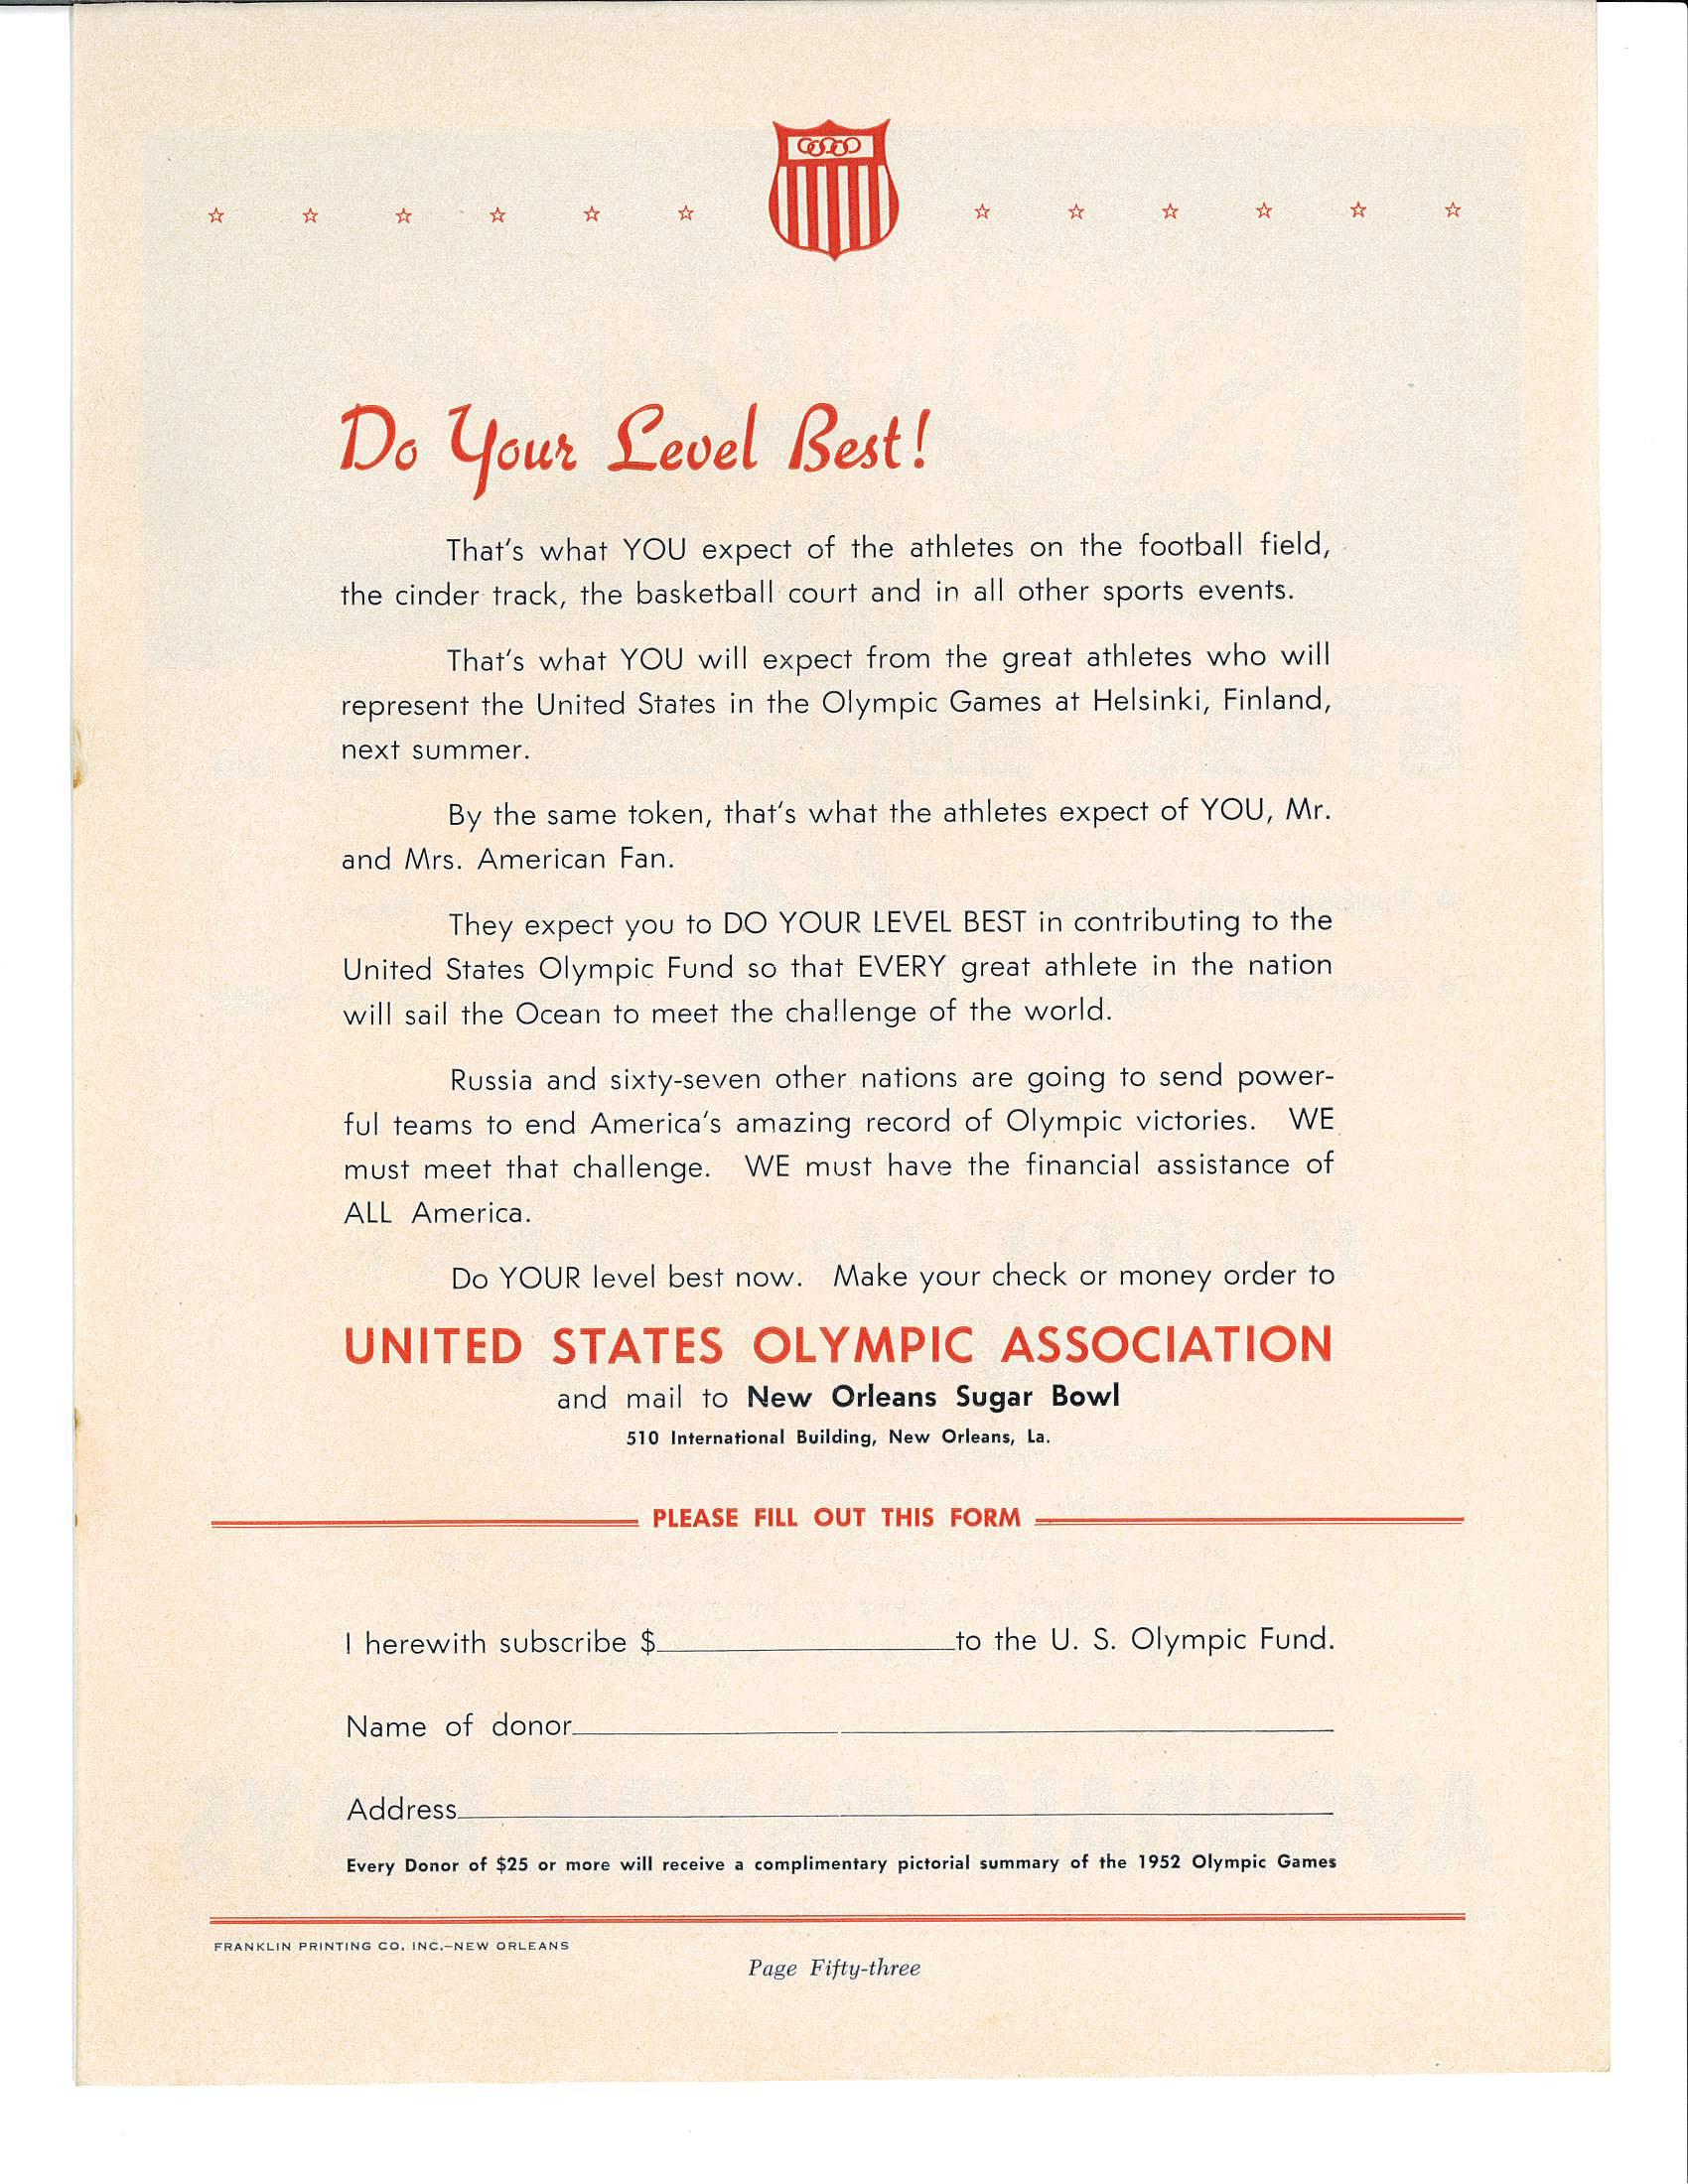 Do Your Level Best!
That's what YOU expect of the athletes on the football field,
the cinder track, the basketball court and in all other sports events.
That's what YOU will expect from the great athletes who will
represent the United States in the Olympic Games at Helsinki, Finland,
next summer.
By the same token, that's what the athletes expect of YOU, Mr.
and Mrs. American Fan.
They expect you to DO YOUR LEVEL BEST in contributing to the
United States Olympic Fund so that EVERY great athlete in the nation
will sail the Ocean to meet the challenge of the world.
Russia and sixty-seven other nations are going to send power-
ful teams to end America's amazing record of Olympic victories. WE
must meet that challenge. WE must have the financial assistance of
ALL America.
Do YOUR level best now. Make your check or money order to
UNITED STATES OLYMPIC ASSOCIATION
and mail to New Orleans Sugar Bowl
510 International Building, New Orleans, La.
PLEASE FILL OUT THIS FORM
I herewith subscribe $ to the U. S. Olympic Fund.
Name of donor
Address
Every Donor of $25 or more will receive a complimentary pictorial summary of the 1952 Olympic Games
FRANKLIN PRINTING CO. INC.—NEW ORLEANS
Page Fifty-three